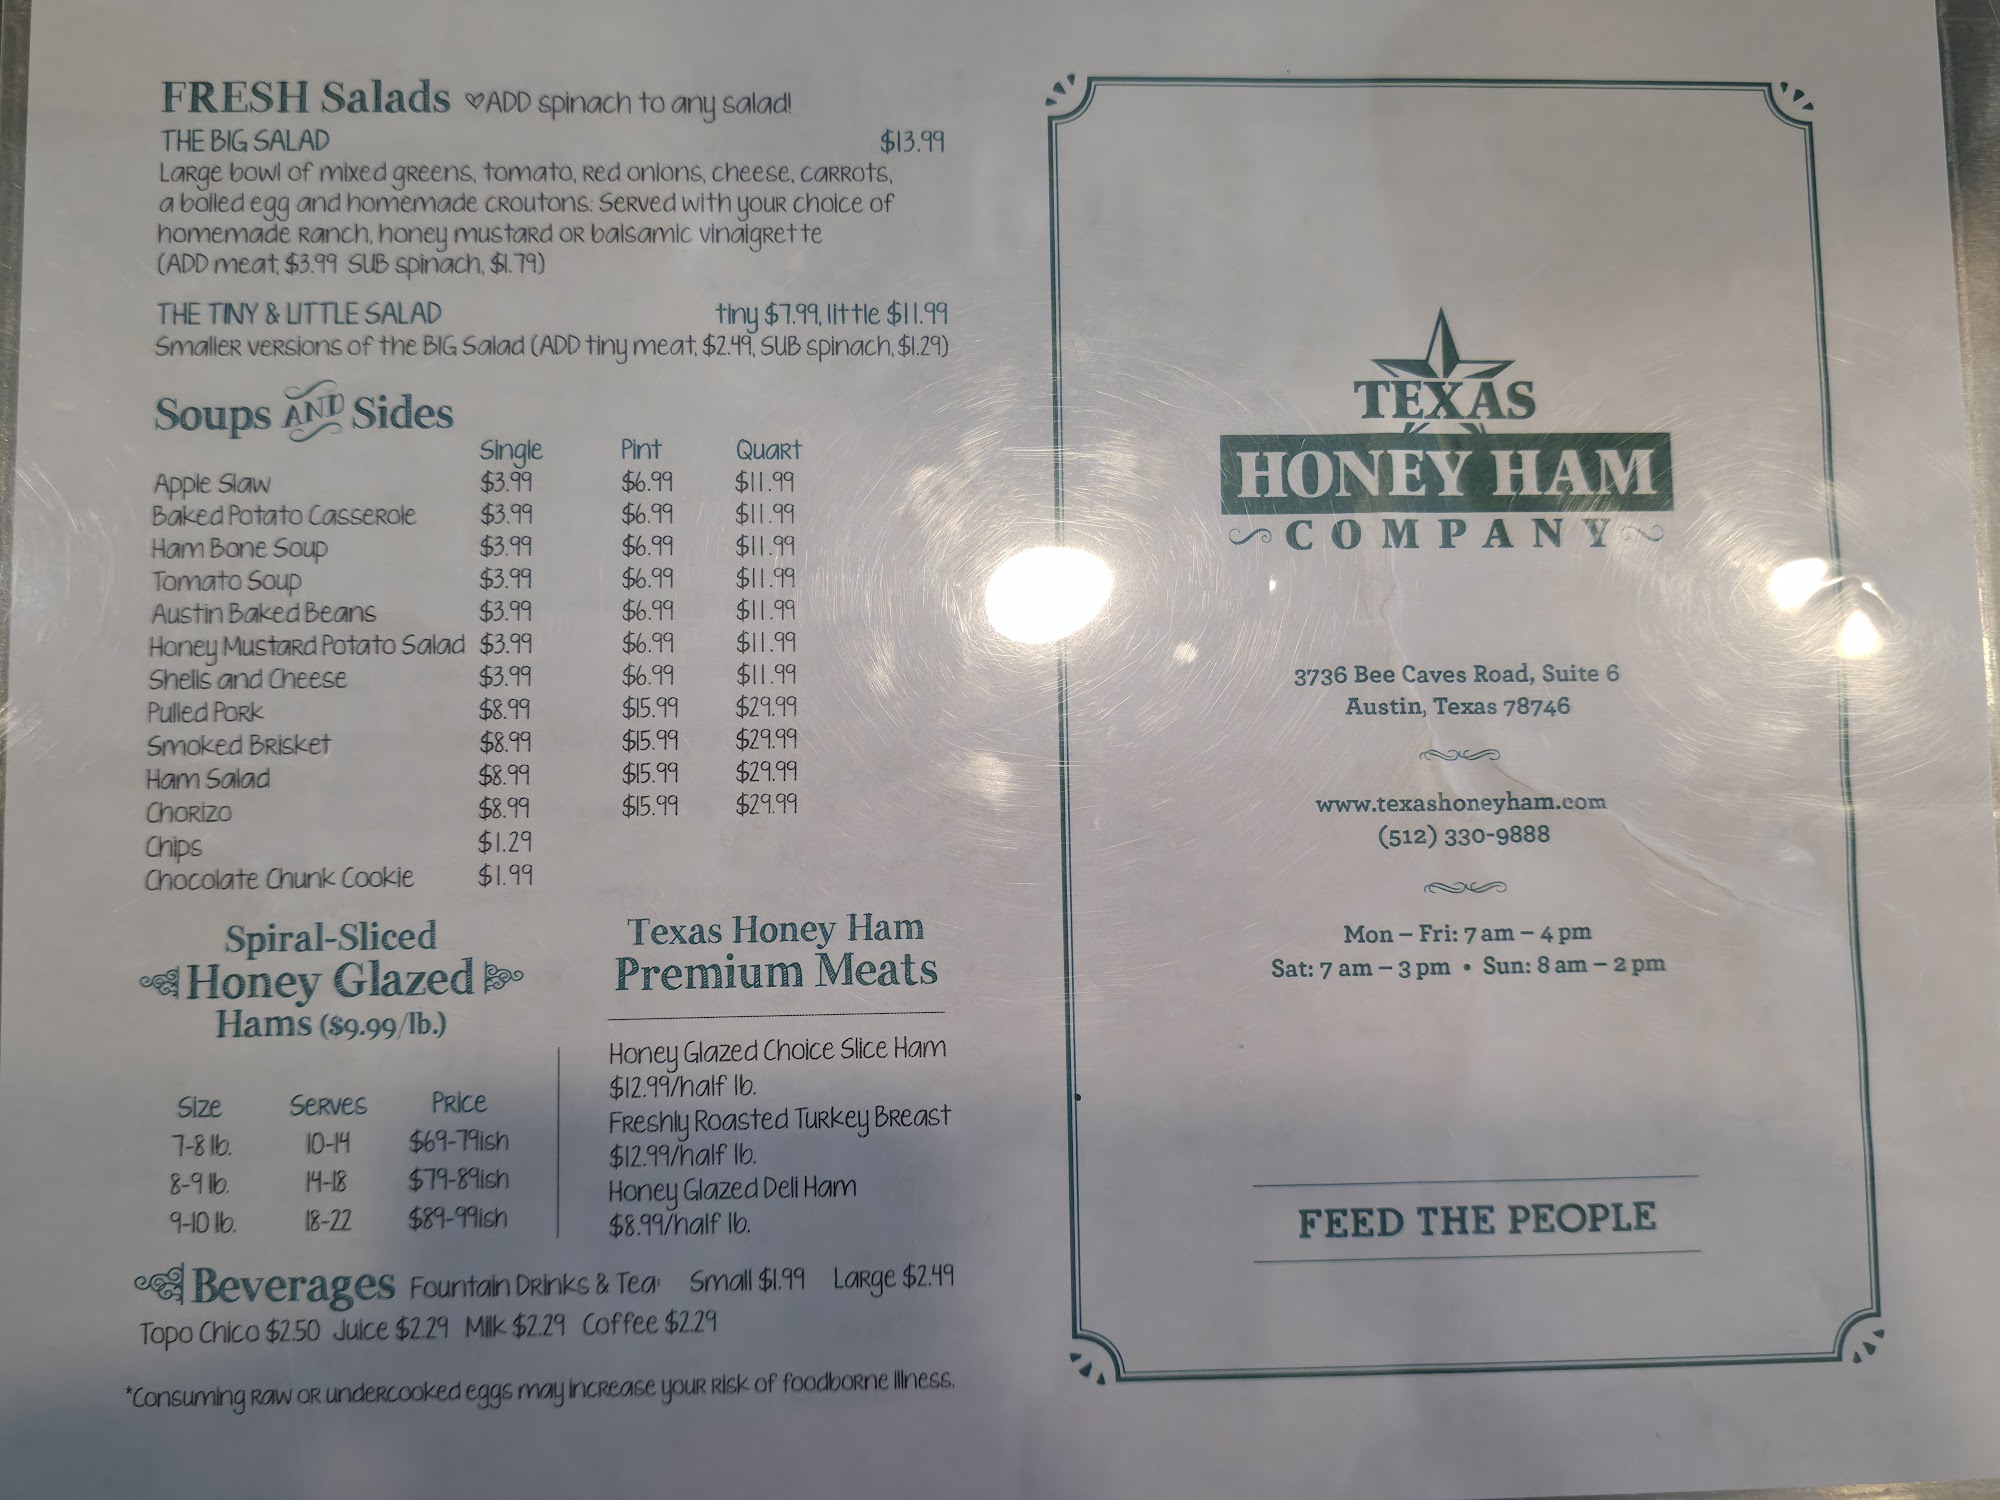 FRESH Salads ♡ADD spinach to any salad!
THE BIG SALAD $13.99
Large bowl of mixed greens, tomato, red onions, cheese, carrots,
a boiled egg and homemade croutons. Served with your choice of
homemade ranch, honey mustard or balsamic vinaigrette
(ADD meat, $3.99 SUB spinach, $1.79)
THE TINY & LITTLE SALAD tiny $7.99, little $11.99
Smaller versions of the BIG Salad (ADD tiny meat, $2.49, SUB spinach, $1.29)
Soups AND Sides
Single Pint Quart
Apple Slaw $3.99 $6.99 $11.99
Baked Potato Casserole $3.99 $6.99 $11.99
Ham Bone Soup $3.99 $6.99 $11.99
Tomato Soup $3.99 $6.99 $11.99
Austin Baked Beans $3.99 $6.99 $11.99
Honey Mustard Potato Salad $3.99 $6.99 $11.99
Shells and Cheese $3.99 $6.99 $11.99
Pulled Pork $8.99 $15.99 $29.99
Smoked Brisket $8.99 $15.99 $29.99
Ham Salad $8.99 $15.99 $29.99
Chorizo $8.99 $15.99 $29.99
Chips $1.29
Chocolate Chunk Cookie $1.99
Spiral-Sliced
Honey Glazed
Hams ($9.99/lb.)
Size Serves Price
7-8 lb. 10-14 $69-79ish
8-9 lb. 14-18 $79-89ish
9-10 lb. 18-22 $89-99ish
Texas Honey Ham
Premium Meats
Honey Glazed Choice Slice Ham
$12.99/half lb.
Freshly Roasted Turkey Breast
$12.99/half lb.
Honey Glazed Deli Ham
$8.99/half lb.
Beverages Fountain Drinks & Tea: Small $1.99 Large $2.49
Topo Chico $2.50 Juice $2.29 Milk $2.29 Coffee $2.29
*Consuming raw or undercooked eggs may increase your risk of foodborne illness.
TEXAS
HONEY HAM
COMPANY
3736 Bee Caves Road, Suite 6
Austin, Texas 78746
www.texashoneyham.com
(512) 330-9888
Mon – Fri: 7 am – 4 pm
Sat: 7 am – 3 pm • Sun: 8 am – 2 pm
FEED THE PEOPLE